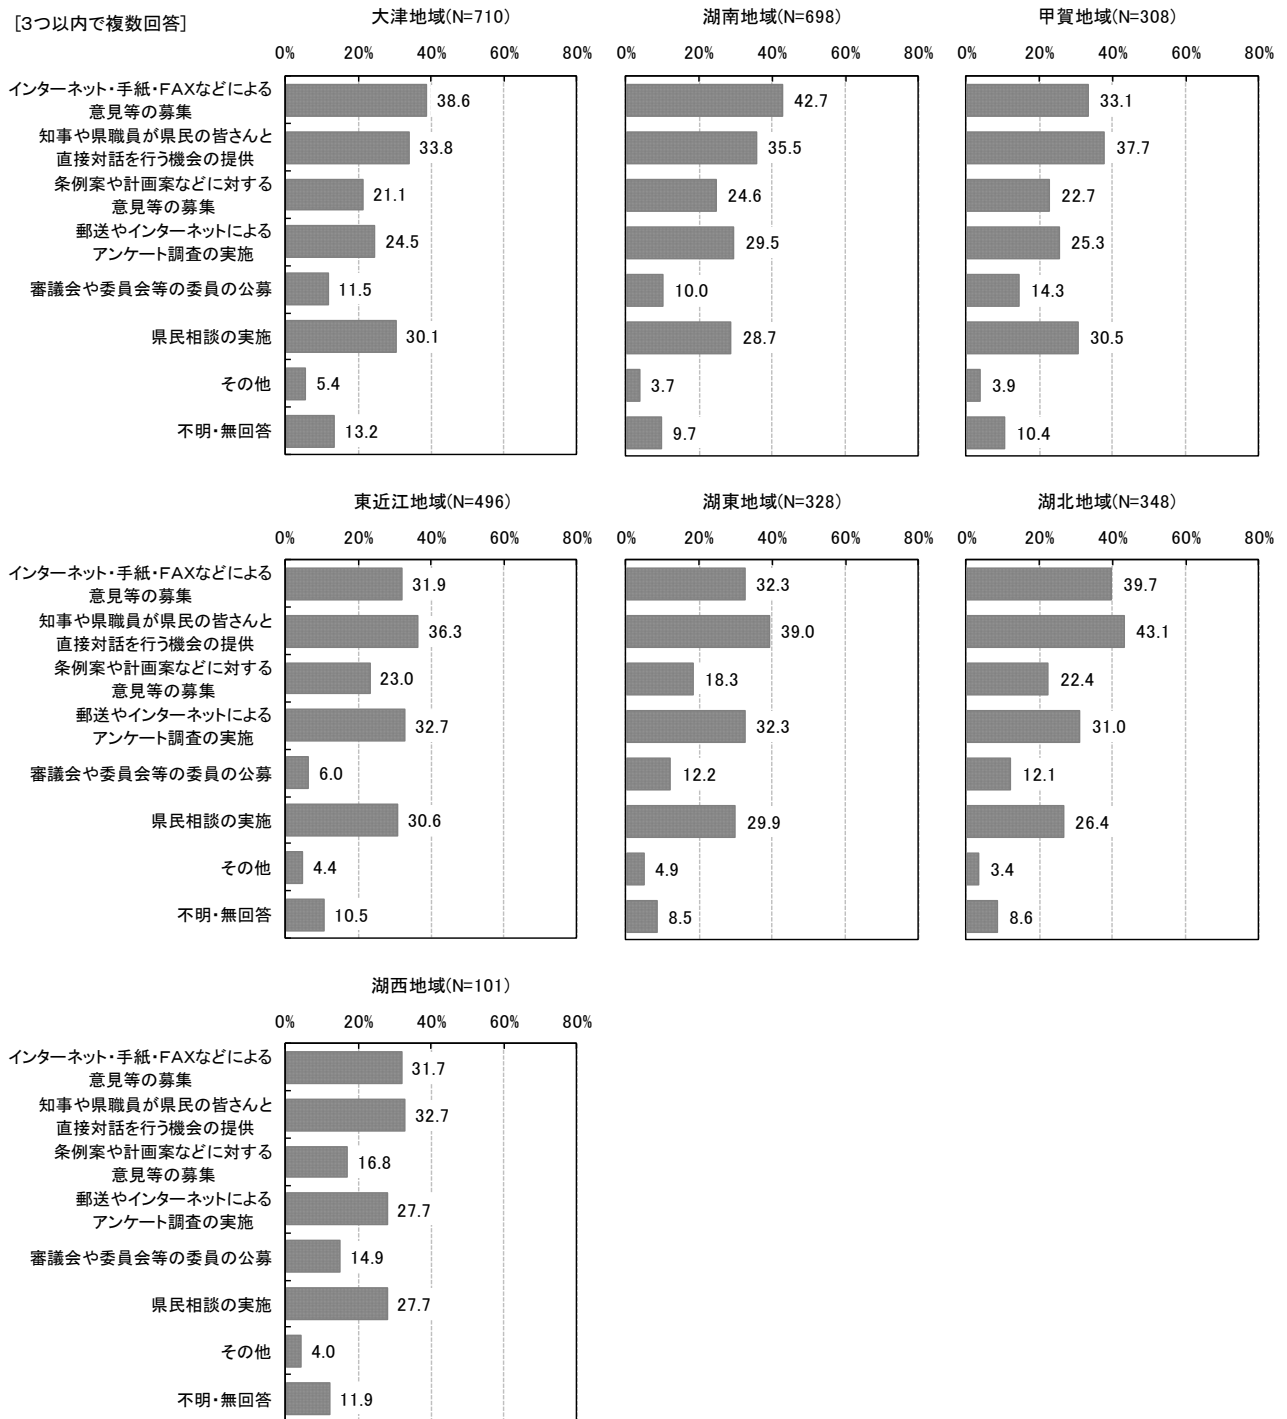 [３つ以内で複数回答]
大津地域(N=710)
0% 20% 40% 60% 80%
インターネット・手紙・ＦＡＸなどによる
意見等の募集
38.6
知事や県職員が県民の皆さんと
直接対話を行う機会の提供
33.8
条例案や計画案などに対する
意見等の募集
21.1
郵送やインターネットによる
アンケート調査の実施
24.5
審議会や委員会等の委員の公募
11.5
県民相談の実施
30.1
その他
5.4
不明・無回答
13.2
湖南地域(N=698)
0% 20% 40% 60% 80%
42.7
35.5
24.6
29.5
10.0
28.7
3.7
9.7
甲賀地域(N=308)
0% 20% 40% 60% 80%
33.1
37.7
22.7
25.3
14.3
30.5
3.9
10.4
東近江地域(N=496)
0% 20% 40% 60% 80%
インターネット・手紙・ＦＡＸなどによる
意見等の募集
31.9
知事や県職員が県民の皆さんと
直接対話を行う機会の提供
36.3
条例案や計画案などに対する
意見等の募集
23.0
郵送やインターネットによる
アンケート調査の実施
32.7
審議会や委員会等の委員の公募
6.0
県民相談の実施
30.6
その他
4.4
不明・無回答
10.5
湖東地域(N=328)
0% 20% 40% 60% 80%
32.3
39.0
18.3
32.3
12.2
29.9
4.9
8.5
湖北地域(N=348)
0% 20% 40% 60% 80%
39.7
43.1
22.4
31.0
12.1
26.4
3.4
8.6
湖西地域(N=101)
0% 20% 40% 60% 80%
インターネット・手紙・ＦＡＸなどによる
意見等の募集
31.7
知事や県職員が県民の皆さんと
直接対話を行う機会の提供
32.7
条例案や計画案などに対する
意見等の募集
16.8
郵送やインターネットによる
アンケート調査の実施
27.7
審議会や委員会等の委員の公募
14.9
県民相談の実施
27.7
その他
4.0
不明・無回答
11.9